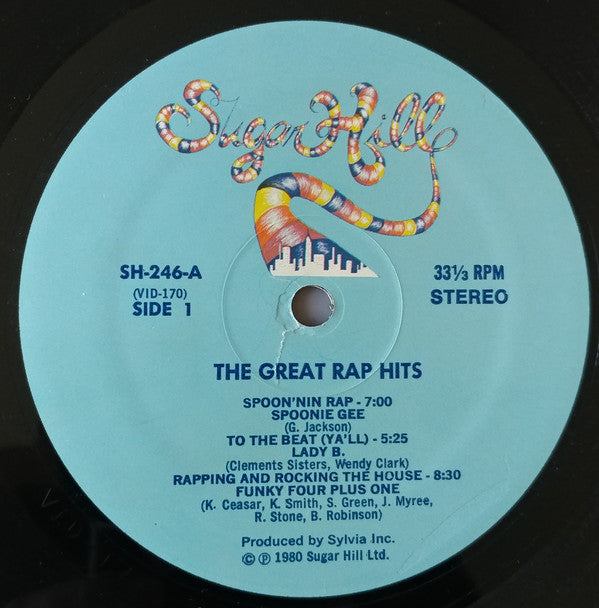 Sugar Hill
SH-246-A
(VID-170)
SIDE 1
33⅓ RPM
STEREO
THE GREAT RAP HITS
SPOON'NIN RAP - 7:00
SPOONIE GEE
(G. Jackson)
TO THE BEAT (YA'LL) - 5:25
LADY B.
(Clements Sisters, Wendy Clark)
RAPPING AND ROCKING THE HOUSE - 8:30
FUNKY FOUR PLUS ONE
(K. Ceasar, K. Smith, S. Green, J. Myree,
R. Stone, B. Robinson)
Produced by Sylvia Inc.
© ℗ 1980 Sugar Hill Ltd.